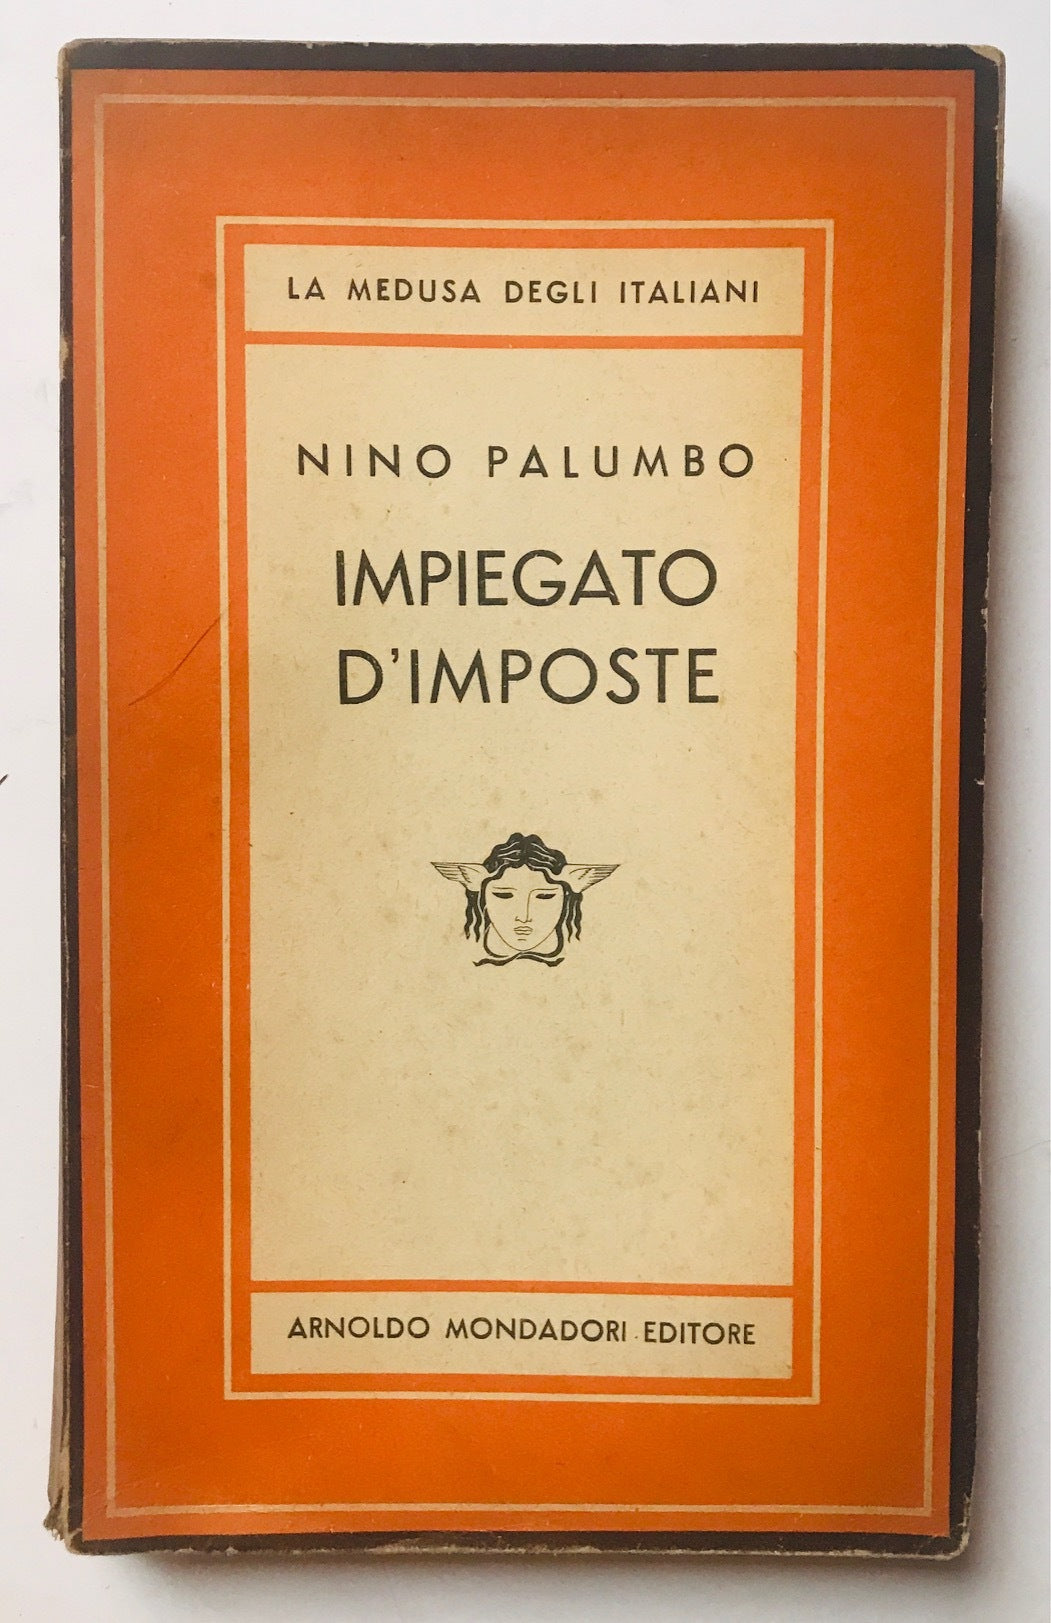 LA MEDUSA DEGLI ITALIANI
NINO PALUMBO
IMPIEGATO
D'IMPOSTE
ARNOLDO MONDADORI EDITORE